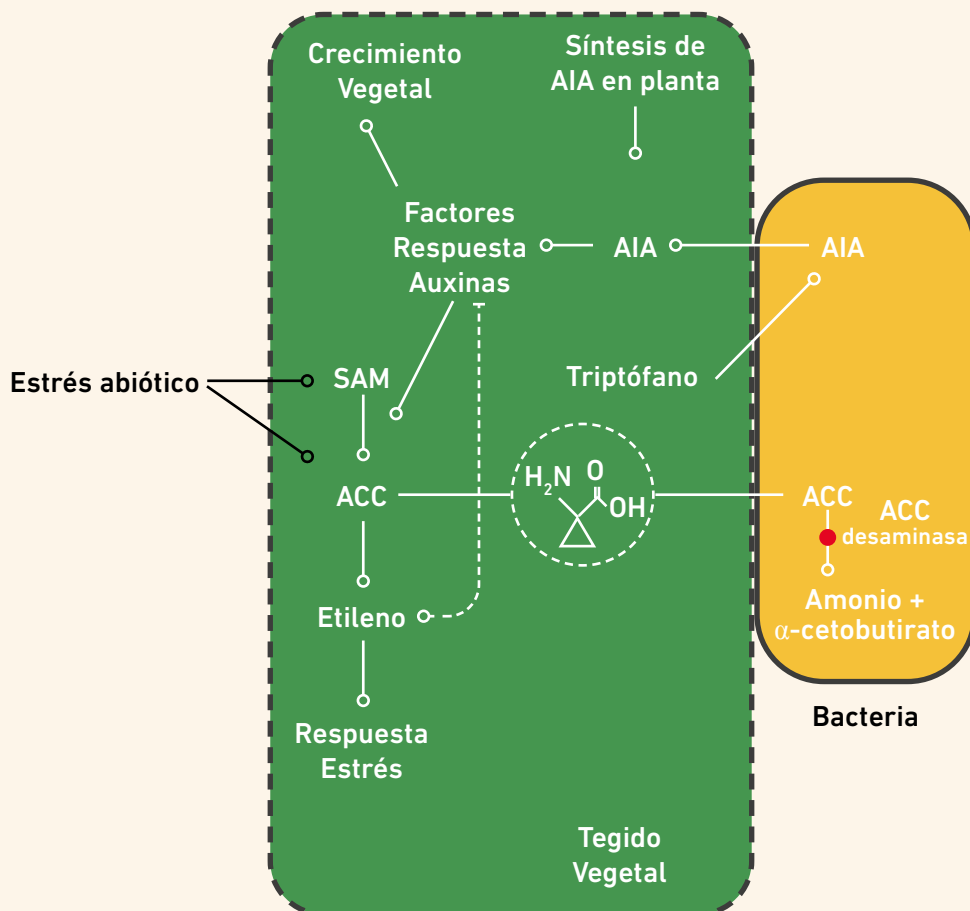 Crecimiento
Vegetal
Síntesis de
AIA en planta
Factores
Respuesta
Auxinas
AIA
AIA
Estrés abiótico
SAM
Triptófano
ACC
H₂N
O
OH
ACC
ACC
desaminasa
Etileno
Amonio +
α-cetobutirato
Respuesta
Estrés
Bacteria
Tegido
Vegetal